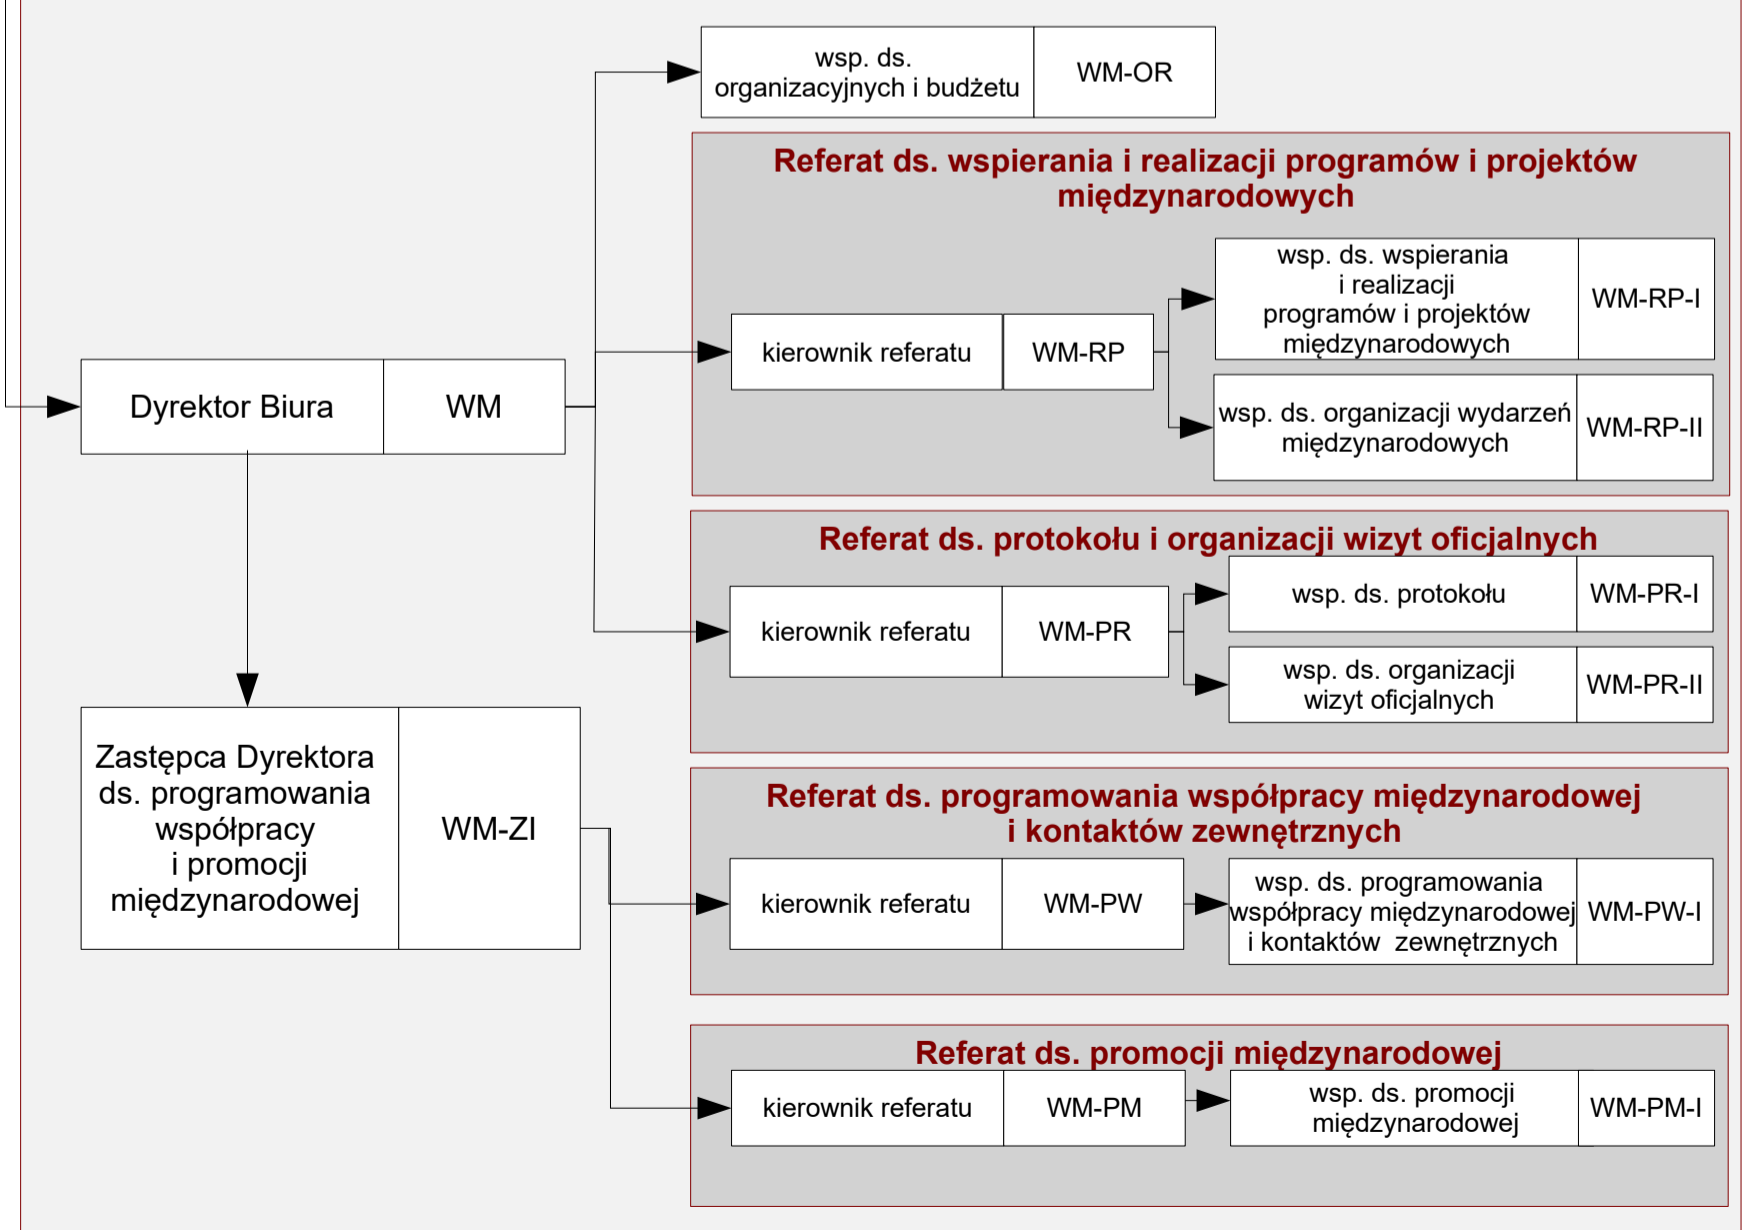 wsp. ds.
organizacyjnych i budżetu
WM-OR
Referat ds. wspierania i realizacji programów i projektów
międzynarodowych
wsp. ds. wspierania
i realizacji
programów i projektów
międzynarodowych
WM-RP-I
kierownik referatu
WM-RP
wsp. ds. organizacji wydarzeń
międzynarodowych
WM-RP-II
Dyrektor Biura
WM
Referat ds. protokołu i organizacji wizyt oficjalnych
wsp. ds. protokołu
WM-PR-I
kierownik referatu
WM-PR
wsp. ds. organizacji
wizyt oficjalnych
WM-PR-II
Zastępca Dyrektora
ds. programowania
współpracy
i promocji
międzynarodowej
WM-ZI
Referat ds. programowania współpracy międzynarodowej
i kontaktów zewnętrznych
kierownik referatu
WM-PW
wsp. ds. programowania
współpracy międzynarodowej
i kontaktów zewnętrznych
WM-PW-I
Referat ds. promocji międzynarodowej
kierownik referatu
WM-PM
wsp. ds. promocji
międzynarodowej
WM-PM-I